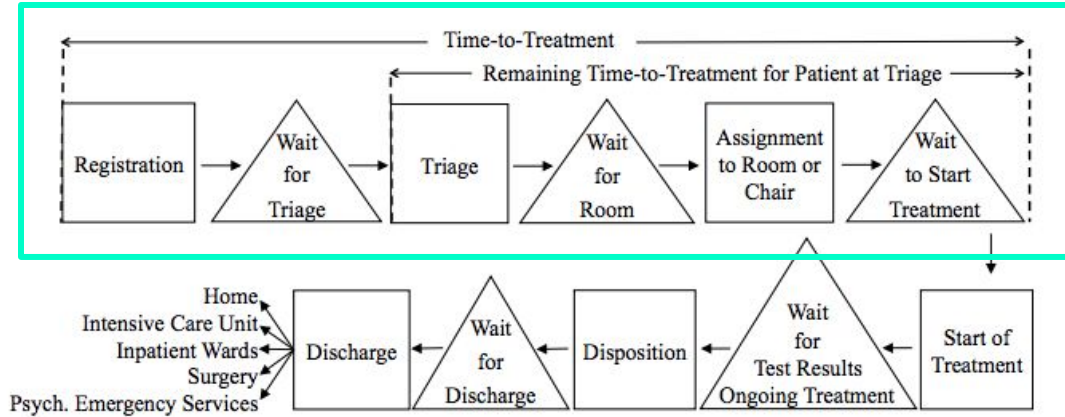 Time-to-Treatment
Remaining Time-to-Treatment for Patient at Triage
Registration
Wait
for
Triage
Triage
Wait
for
Room
Assignment
to Room or
Chair
Wait
to Start
Treatment
Start of
Treatment
Wait
for
Test Results
Ongoing Treatment
Disposition
Wait
for
Discharge
Discharge
Home
Intensive Care Unit
Inpatient Wards
Surgery
Psych. Emergency Services